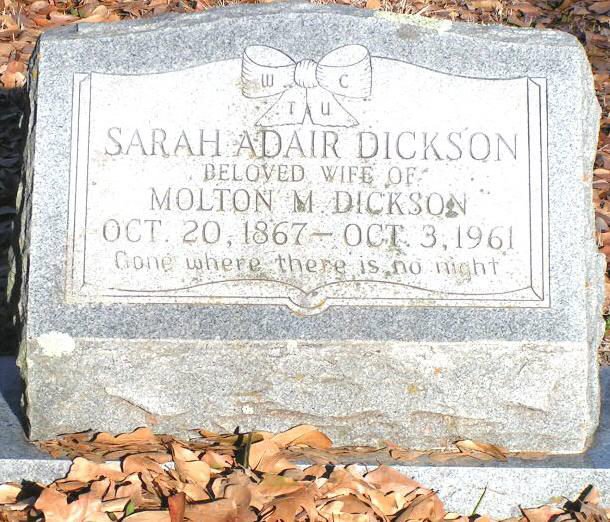 W C
T U
SARAH ADAIR DICKSON
BELOVED WIFE OF
MOLTON M. DICKSON
OCT. 20, 1867 – OCT. 3, 1961
Gone where there is no night